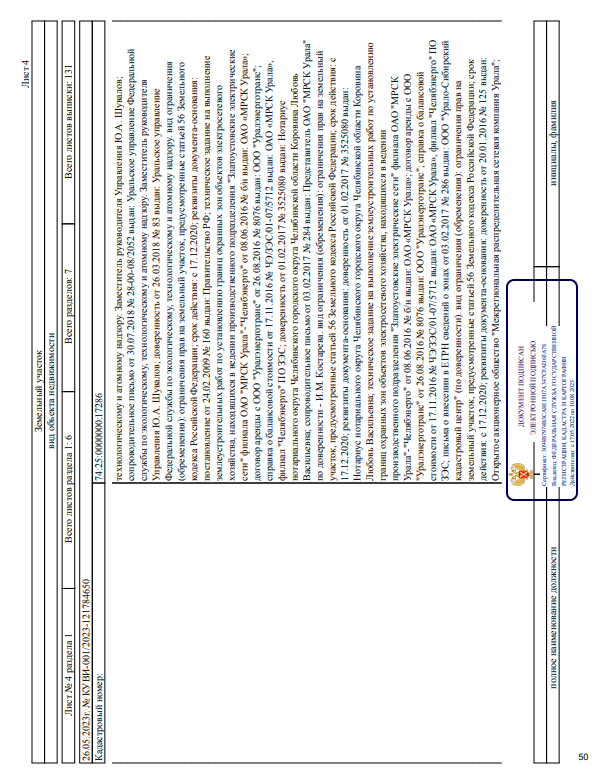 Лист 4
Земельный участок
вид объекта недвижимости
Лист № 4 раздела 1 Всего листов раздела 1: 6 Всего разделов: 7 Всего листов выписки: 131
26.05.2023г. № КУВИ-001/2023-121784650
Кадастровый номер: 74:25:0000000:17286
технологическому и атомному надзору. Заместитель руководителя Управления Ю.А. Шувалов;
сопроводительное письмо от 30.07.2018 № 28-00-08/2052 выдан: Уральское управление Федеральной
службы по экологическому, технологическому и атомному надзору. Заместитель руководителя
Управления Ю.А. Шувалов; доверенность от 26.03.2018 № 83 выдан: Уральское управление
Федеральной службы по экологическому, технологическому и атомному надзору. вид ограничения
(обременения): ограничения прав на земельный участок, предусмотренные статьей 56 Земельного
кодекса Российской Федерации; срок действия: с 17.12.2020; реквизиты документа-основания:
постановление от 24.02.2009 № 160 выдан: Правительство РФ; техническое задание на выполнение
землеустроительных работ по установлению границ охранных зон объектов электросетевого
хозяйства, находящихся в ведении производственного подразделения "Златоустовские электрические
сети" филиала ОАО "МРСК Урала"-"Челябэнерго" от 08.06.2016 № б/н выдан: ОАО «МРСК Урала»;
договор аренды с ООО "Уралэнерготранс" от 26.08.2016 № 8076 выдан: ООО "Уралэнерготранс";
справка о балансовой стоимости от 17.11.2016 № ЧЭ/ЗЭС/01-07/5712 выдан: ОАО «МРСК Урала»,
филиал "Челябэнерго" ПО ЗЭС; доверенность от 01.02.2017 № 3525080 выдан: Нотариус
нотариального округа Челябинского городского округа Челябинской области Коронина Любовь
Васильевна; сопроводительное письмо от 03.02.2017 № 284 выдан: Представитель ОАО "МРСК Урала"
по доверенности - И.М. Костарева. вид ограничения (обременения): ограничения прав на земельный
участок, предусмотренные статьей 56 Земельного кодекса Российской Федерации; срок действия: с
17.12.2020; реквизиты документа-основания: доверенность от 01.02.2017 № 3525080 выдан:
Нотариус нотариального округа Челябинского городского округа Челябинской области Коронина
Любовь Васильевна; техническое задание на выполнение землеустроительных работ по установлению
границ охранных зон объектов электросетевого хозяйства, находящихся в ведении
производственного подразделения "Златоустовские электрические сети" филиала ОАО "МРСК
Урала"- "Челябэнерго" от 08.06.2016 № б/н выдан: ОАО «МРСК Урала»; договор аренды с ООО
"Уралэнерготранс" от 26.08.2016 № 8076 выдан: ООО "Уралэнерготранс"; справка о балансовой
стоимости от 17.11.2016 № ЧЭ/ЗЭС/01-07/5712 выдан: ОАО «МРСК Урала», филиал "Челябэнерго" ПО
ЗЭС; письмо о внесении в ЕГРН сведений о зонах от 03.02.2017 № 286 выдан: ООО "Урало-Сибирский
кадастровый центр" (по доверенности). вид ограничения (обременения): ограничения прав на
земельный участок, предусмотренные статьей 56 Земельного кодекса Российской Федерации; срок
действия: с 17.12.2020; реквизиты документа-основания: доверенность от 20.01.2016 № 125 выдан:
Открытое акционерное общество "Межрегиональная распределительная сетевая компания Урала";
ДОКУМЕНТ ПОДПИСАН
ЭЛЕКТРОННОЙ ПОДПИСЬЮ
Сертификат:
Владелец: ФЕДЕРАЛЬНАЯ СЛУЖБА ГОСУДАРСТВЕННОЙ
РЕГИСТРАЦИИ, КАДАСТРА И КАРТОГРАФИИ
Действителен: с 17.05.2022 по 10.08.2023
полное наименование должности инициалы, фамилия
50